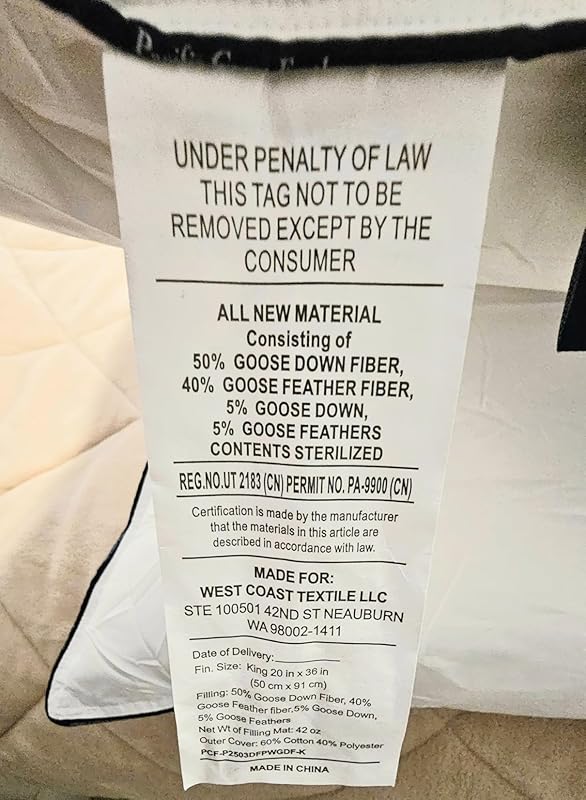 Pacific
UNDER PENALTY OF LAW
THIS TAG NOT TO BE
REMOVED EXCEPT BY THE
CONSUMER
ALL NEW MATERIAL
Consisting of
50% GOOSE DOWN FIBER,
40% GOOSE FEATHER FIBER,
5% GOOSE DOWN,
5% GOOSE FEATHERS
CONTENTS STERILIZED
REG.NO.UT 2183 (CN) PERMIT NO. PA-9900 (CN)
Certification is made by the manufacturer
that the materials in this article are
described in accordance with law.
MADE FOR:
WEST COAST TEXTILE LLC
STE 100501 42ND ST NEAUBURN
WA 98002-1411
Date of Delivery:
Fin. Size: King 20 in x 36 in
(50 cm x 91 cm)
Filling: 50% Goose Down Fiber, 40%
Goose Feather fiber.5% Goose Down,
5% Goose Feathers
Net Wt of Filling Mat: 42 oz
Outer Cover: 60% Cotton 40% Polyester
PCF-P2503DFPWGDF-K
MADE IN CHINA